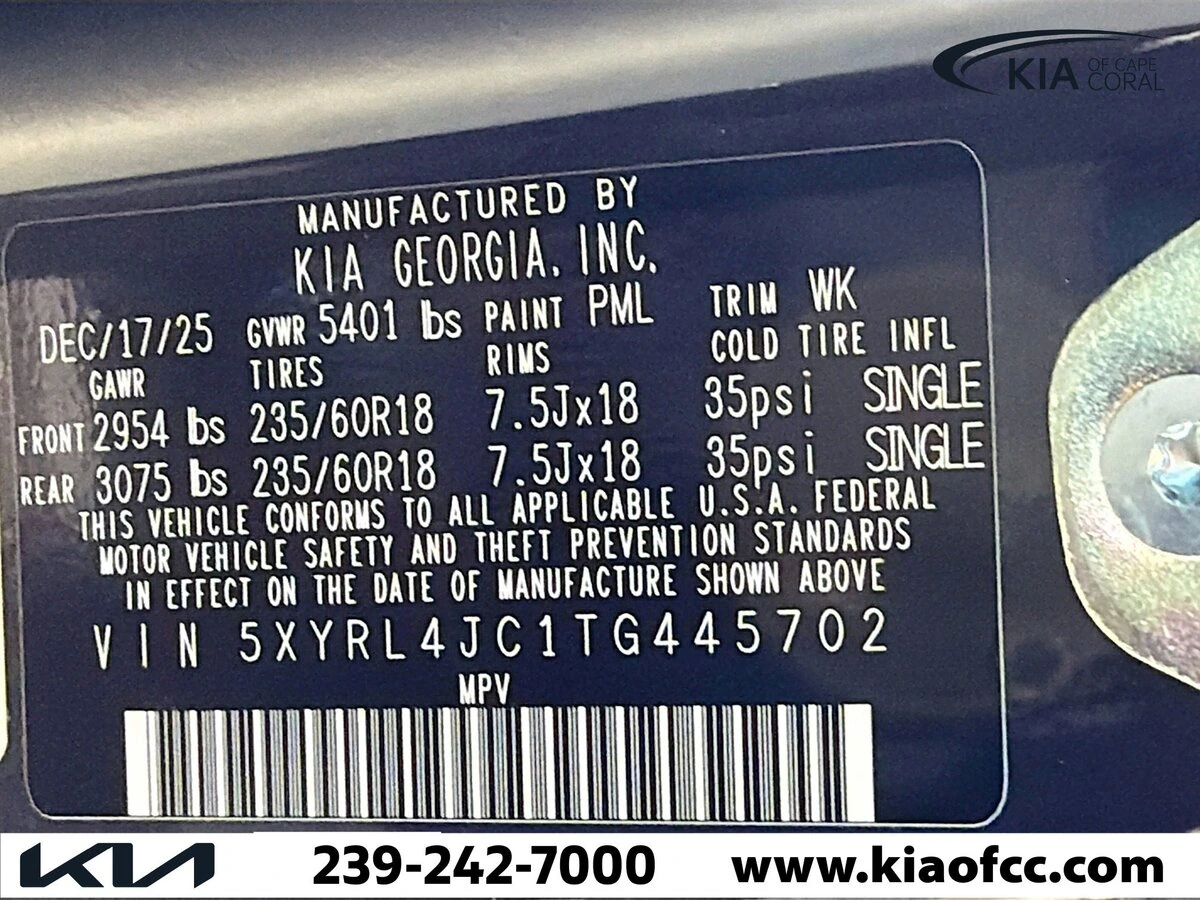 KIA OF CAPE CORAL
MANUFACTURED BY
KIA GEORGIA, INC.
DEC/17/25 GVWR 5401 lbs PAINT PML TRIM WK
GAWR TIRES RIMS COLD TIRE INFL
FRONT 2954 lbs 235/60R18 7.5Jx18 35psi SINGLE
REAR 3075 lbs 235/60R18 7.5Jx18 35psi SINGLE
THIS VEHICLE CONFORMS TO ALL APPLICABLE U.S.A. FEDERAL
MOTOR VEHICLE SAFETY AND THEFT PREVENTION STANDARDS
IN EFFECT ON THE DATE OF MANUFACTURE SHOWN ABOVE
VIN 5XYRL4JC1TG445702
MPV
KIA 239-242-7000 www.kiaofcc.com